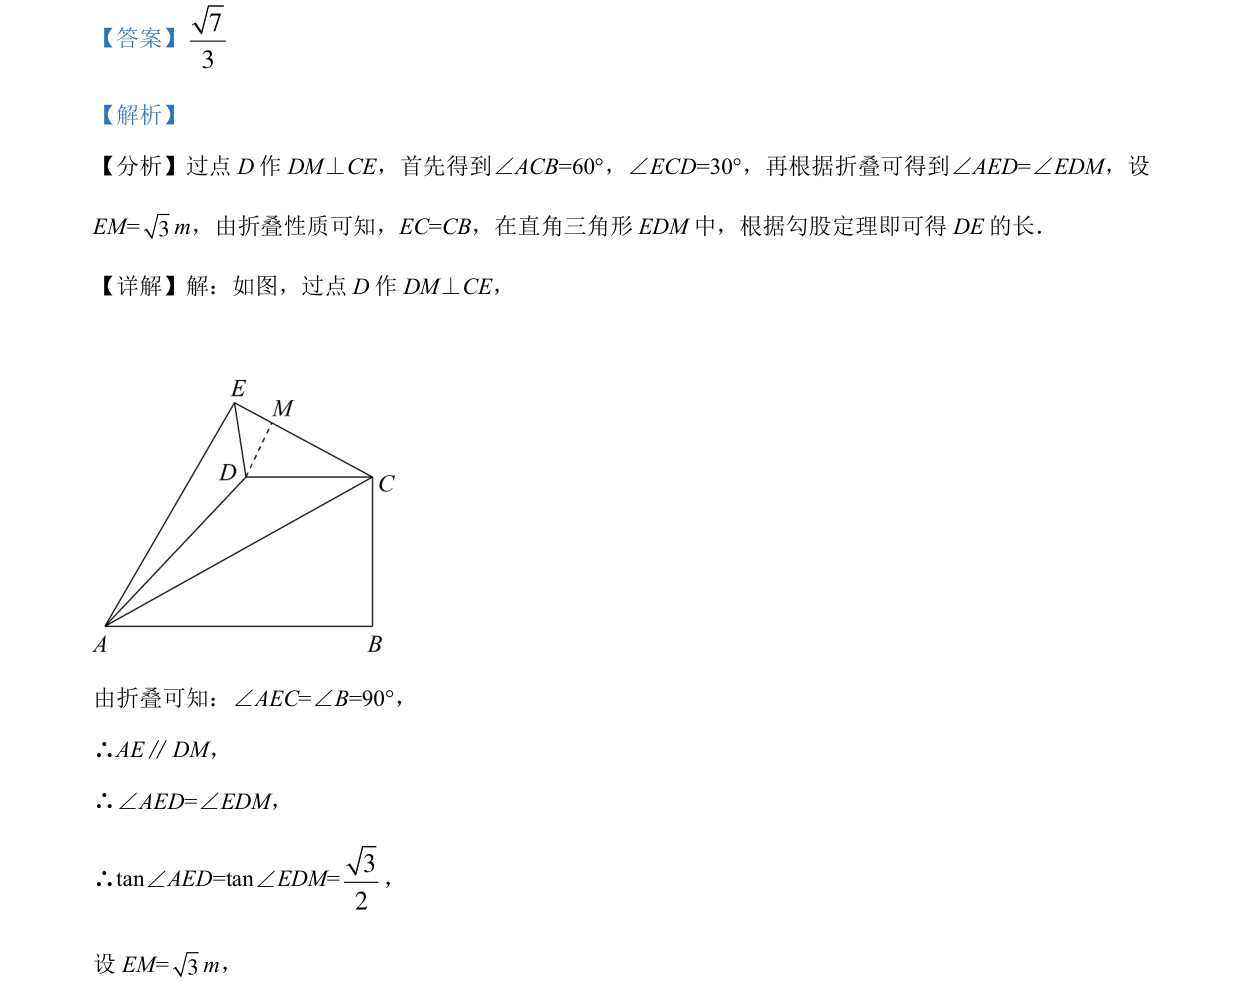 【答案】√7/3
【解析】
【分析】过点 D 作 DM⊥CE，首先得到∠ACB=60°，∠ECD=30°，再根据折叠可得到∠AED=∠EDM，设
EM=√3m，由折叠性质可知，EC=CB，在直角三角形 EDM 中，根据勾股定理即可得 DE 的长．
【详解】解：如图，过点 D 作 DM⊥CE，
E
M
D
C
A
B
由折叠可知：∠AEC=∠B=90°，
∴AE∥DM，
∴∠AED=∠EDM，
∴tan∠AED=tan∠EDM=√3/2，
设 EM=√3m，